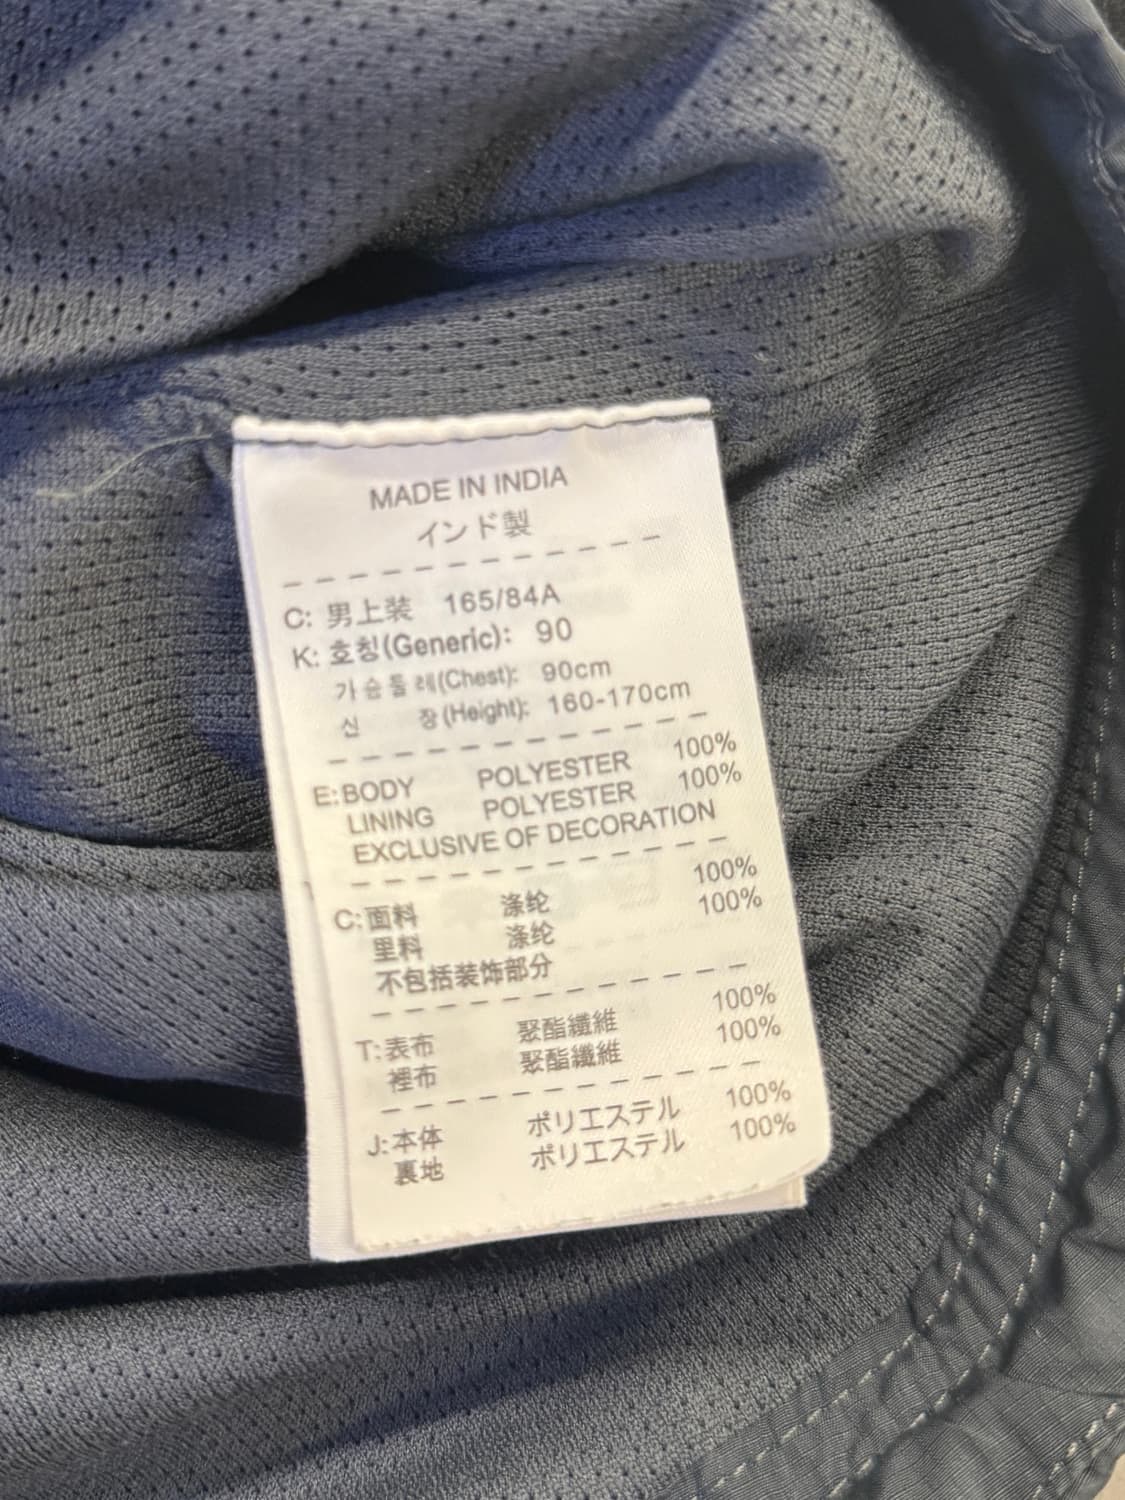 MADE IN INDIA
インド製
C: 男上装 165/84A
K: 호칭(Generic): 90
가슴둘레(Chest): 90cm
신 장(Height): 160-170cm
E: BODY POLYESTER 100%
LINING POLYESTER 100%
EXCLUSIVE OF DECORATION
C: 面料 涤纶 100%
里料 涤纶 100%
不包括装饰部分
T: 表布 聚酯纖維 100%
裡布 聚酯纖維 100%
J: 本体 ポリエステル 100%
裏地 ポリエステル 100%